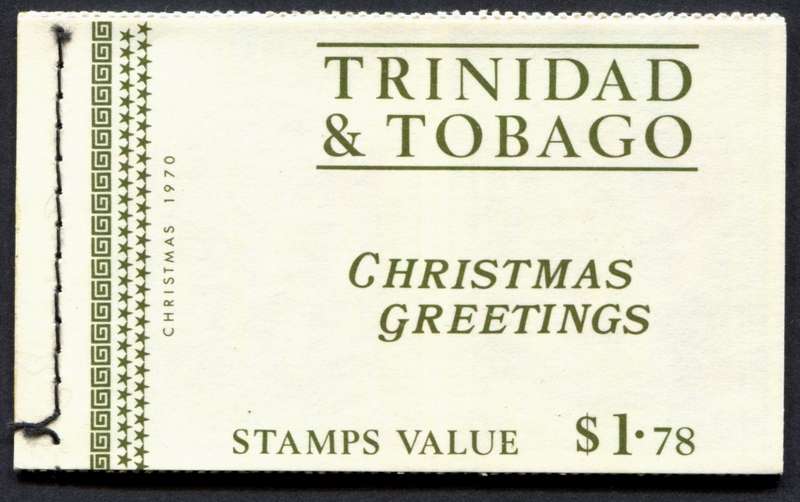 TRINIDAD
& TOBAGO
CHRISTMAS 1970
CHRISTMAS
GREETINGS
STAMPS VALUE $1·78